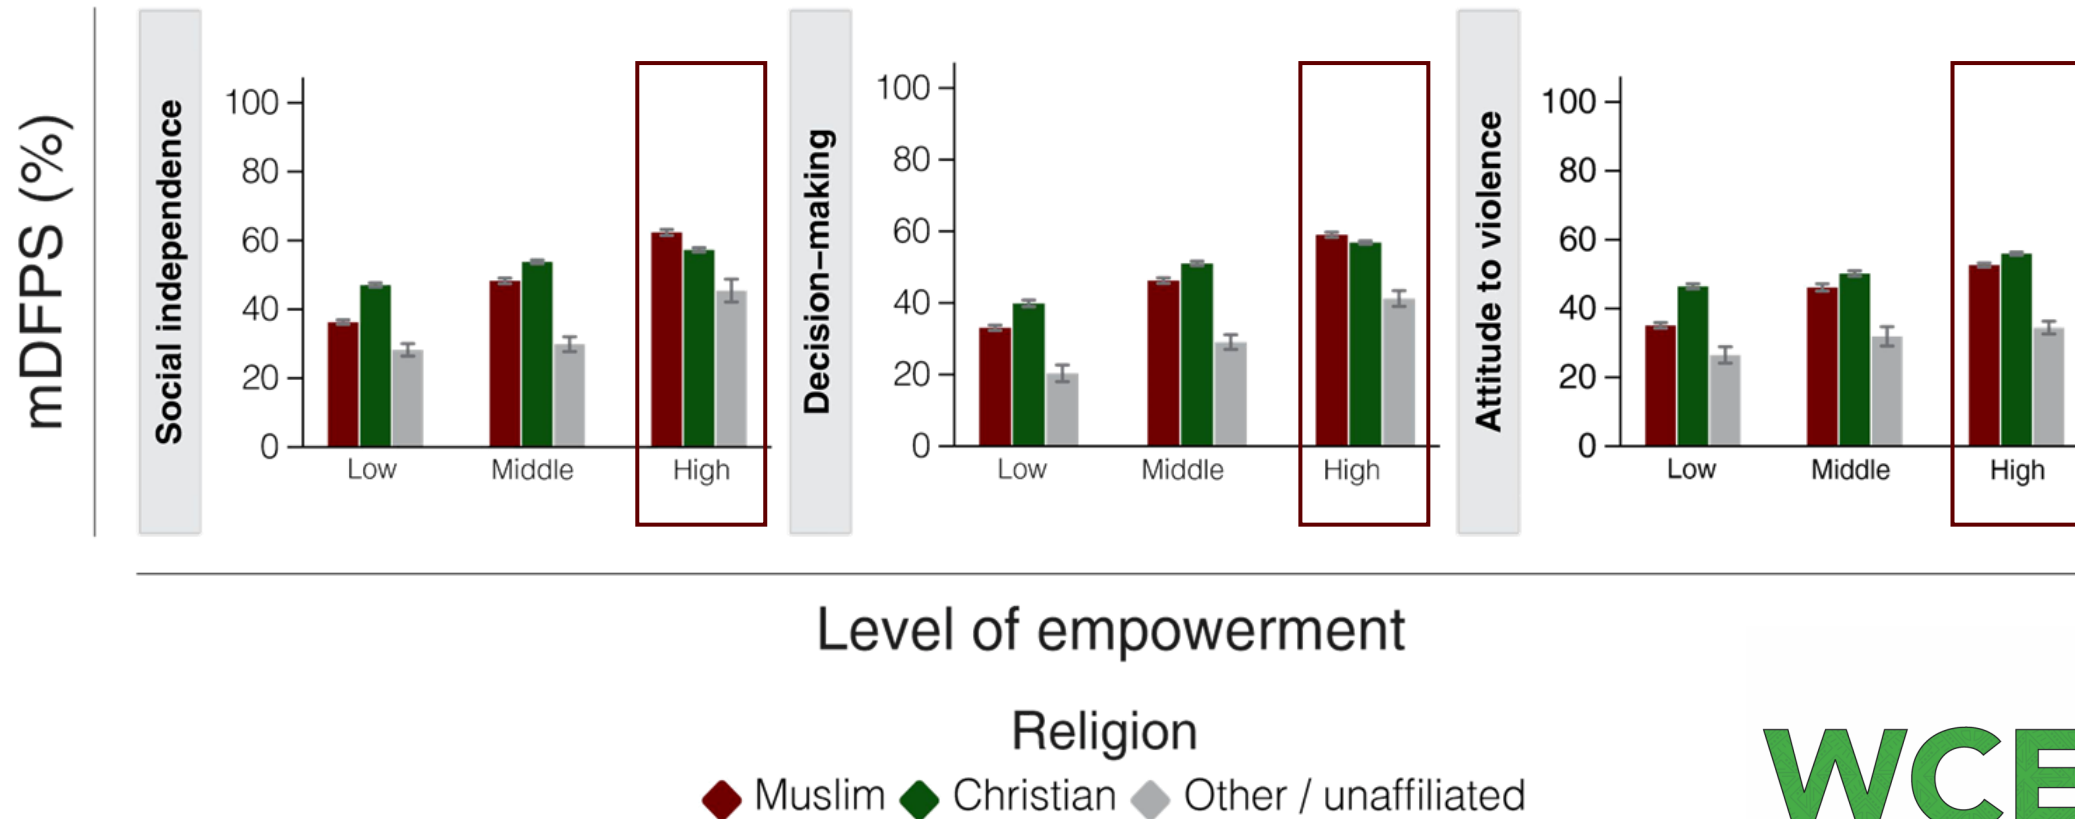 mDFPS (%)
Social independence
100
80
60
40
20
0
Low Middle High
Decision–making
100
80
60
40
20
0
Low Middle High
Attitude to violence
100
80
60
40
20
0
Low Middle High
Level of empowerment
Religion
Muslim Christian Other / unaffiliated
WCE